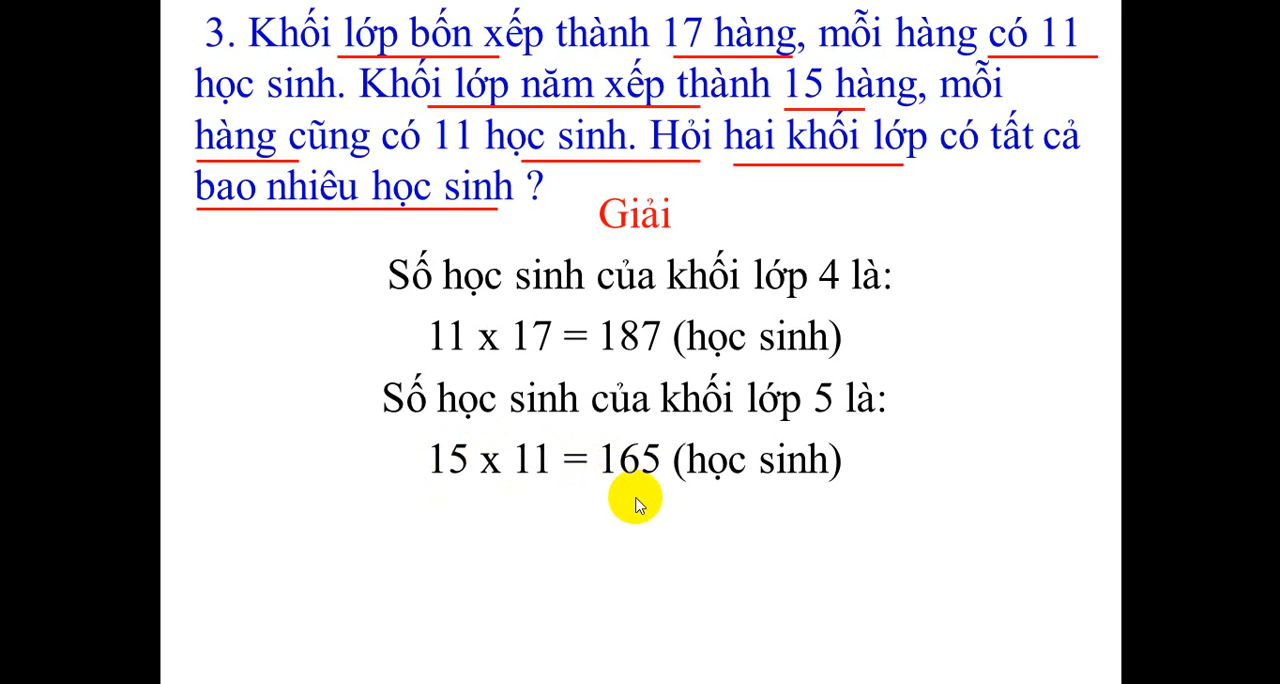 3. Khối lớp bốn xếp thành 17 hàng, mỗi hàng có 11
học sinh. Khối lớp năm xếp thành 15 hàng, mỗi
hàng cũng có 11 học sinh. Hỏi hai khối lớp có tất cả
bao nhiêu học sinh ?
Giải
Số học sinh của khối lớp 4 là:
11 x 17 = 187 (học sinh)
Số học sinh của khối lớp 5 là:
15 x 11 = 165 (học sinh)